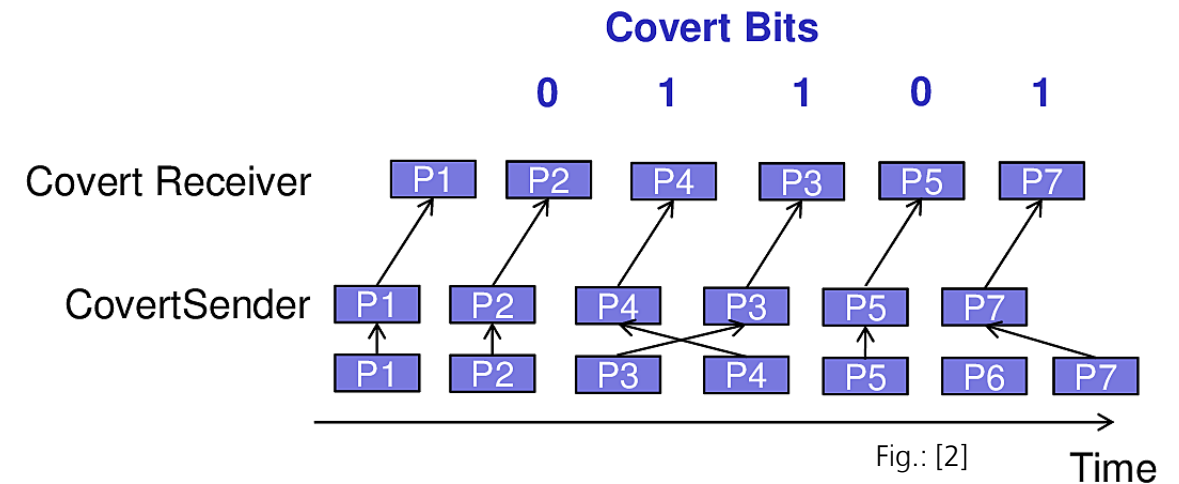 Covert Bits
0 1 1 0 1
Covert Receiver P1 P2 P4 P3 P5 P7
CovertSender P1 P2 P4 P3 P5 P7
P1 P2 P3 P4 P5 P6 P7
Fig.: [2]
Time